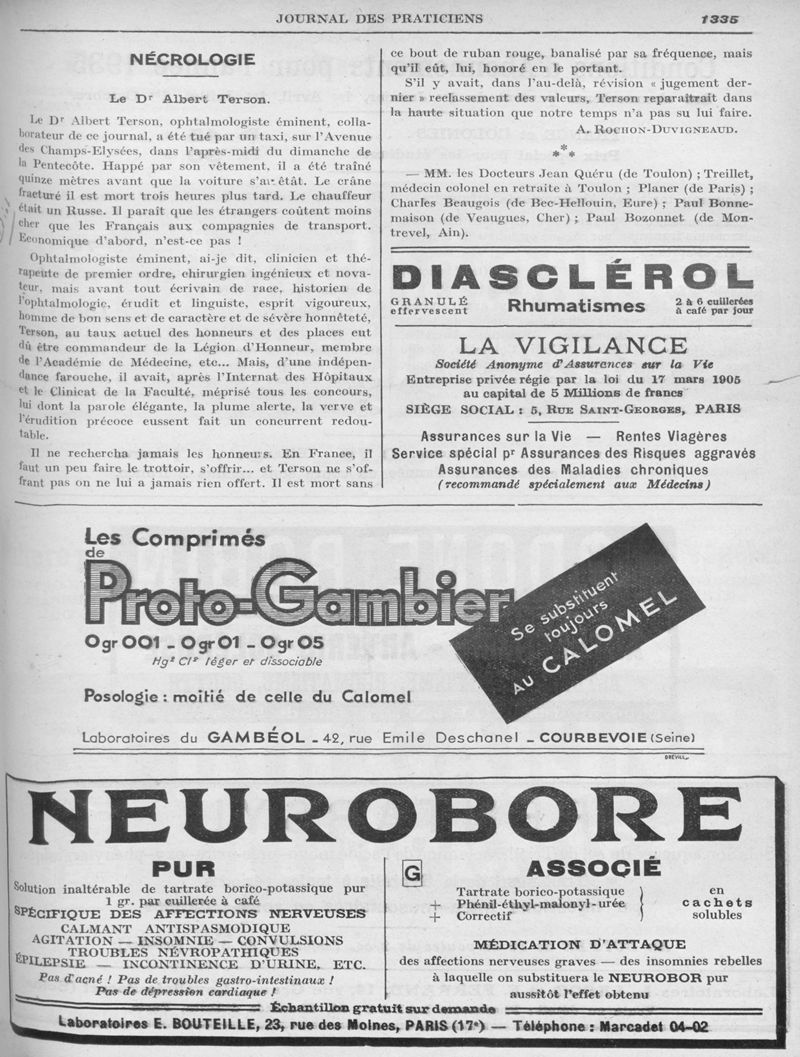 JOURNAL DES PRATICIENS 1335
NÉCROLOGIE
Le Dr Albert Terson.
Le Dr Albert Terson, ophtalmologiste éminent, colla-
borateur de ce journal, a été tué par un taxi, sur l'Avenue
des Champs-Elysées, dans l'après-midi du dimanche de
la Pentecôte. Happé par son vêtement, il a été traîné
quinze mètres avant que la voiture s'arrêtât. Le crâne
fracturé il est mort trois heures plus tard. Le chauffeur
était un Russe. Il paraît que les étrangers coûtent moins
cher que les Français aux compagnies de transport.
Economique d'abord, n'est-ce pas !
Ophtalmologiste éminent, ai-je dit, clinicien et thé-
rapeute de premier ordre, chirurgien ingénieux et nova-
teur, mais avant tout écrivain de race, historien de
l'ophtalmologie, érudit et linguiste, esprit vigoureux,
homme de bon sens et de caractère et de sévère honnêteté,
Terson, au taux actuel des honneurs et des places eut
dû être commandeur de la Légion d'Honneur, membre
de l'Académie de Médecine, etc... Mais, d'une indépen-
dance farouche, il avait, après l'Internat des Hôpitaux
et le Clinicat de la Faculté, méprisé tous les concours,
lui dont la parole élégante, la plume alerte, la verve et
l'érudition précoce eussent fait un concurrent redou-
table.
Il ne rechercha jamais les honneurs. En France, il
faut un peu faire le trottoir, s'offrir... et Terson ne s'of-
frant pas on ne lui a jamais rien offert. Il est mort sans
ce bout de ruban rouge, banalisé par sa fréquence, mais
qu'il eût, lui, honoré en le portant.
S'il y avait, dans l'au-delà, révision « jugement der-
nier » reclassement des valeurs, Terson reparaîtrait dans
la haute situation que notre temps n'a pas su lui faire.
A. ROCHON-DUVIGNEAUD.
*
* *
— MM. les Docteurs Jean Quéru (de Toulon) ; Treillet,
médecin colonel en retraite à Toulon ; Planer (de Paris) ;
Charles Beaugois (de Bec-Hellouin, Eure) ; Paul Bonne-
maison (de Veaugues, Cher) ; Paul Bozonnet (de Mon-
trevel, Ain).
DIASCLÉROL
GRANULÉ effervescent Rhumatismes 2 à 6 cuillerées à café par jour
LA VIGILANCE
Société Anonyme d'Assurances sur la Vie
Entreprise privée régie par la loi du 17 mars 1905
au capital de 5 Millions de francs
SIÈGE SOCIAL : 5, RUE SAINT-GEORGES, PARIS
Assurances sur la Vie — Rentes Viagères
Service spécial pr Assurances des Risques aggravés
Assurances des Maladies chroniques
(recommandé spécialement aux Médecins)
Les Comprimés
de
Proto-Gambier
0gr001 - 0gr01 - 0gr05
Hg² Cl² léger et dissociable
Se substituent
toujours
AU CALOMEL
Posologie : moitié de celle du Calomel
Laboratoires du GAMBÉOL - 42, rue Emile Deschanel - COURBEVOIE (Seine)
NEUROBORE
PUR
Solution inaltérable de tartrate borico-potassique pur
1 gr. par cuillerée à café
SPÉCIFIQUE DES AFFECTIONS NERVEUSES
CALMANT ANTISPASMODIQUE
AGITATION — INSOMNIE — CONVULSIONS
TROUBLES NÉVROPATHIQUES
ÉPILEPSIE — INCONTINENCE D'URINE, ETC.
Pas d'acné ! Pas de troubles gastro-intestinaux !
Pas de dépression cardiaque !
G ASSOCIÉ
Tartrate borico-potassique
+ Phénil-éthyl-malonyl-urée
+ Correctif
en
cachets
solubles
MÉDICATION D'ATTAQUE
des affections nerveuses graves — des insomnies rebelles
à laquelle on substituera le NEUROBOR pur
aussitôt l'effet obtenu
Échantillon gratuit sur demande
Laboratoires E. BOUTEILLE, 23, rue des Moines, PARIS (17e) — Téléphone : Marcadet 04-02